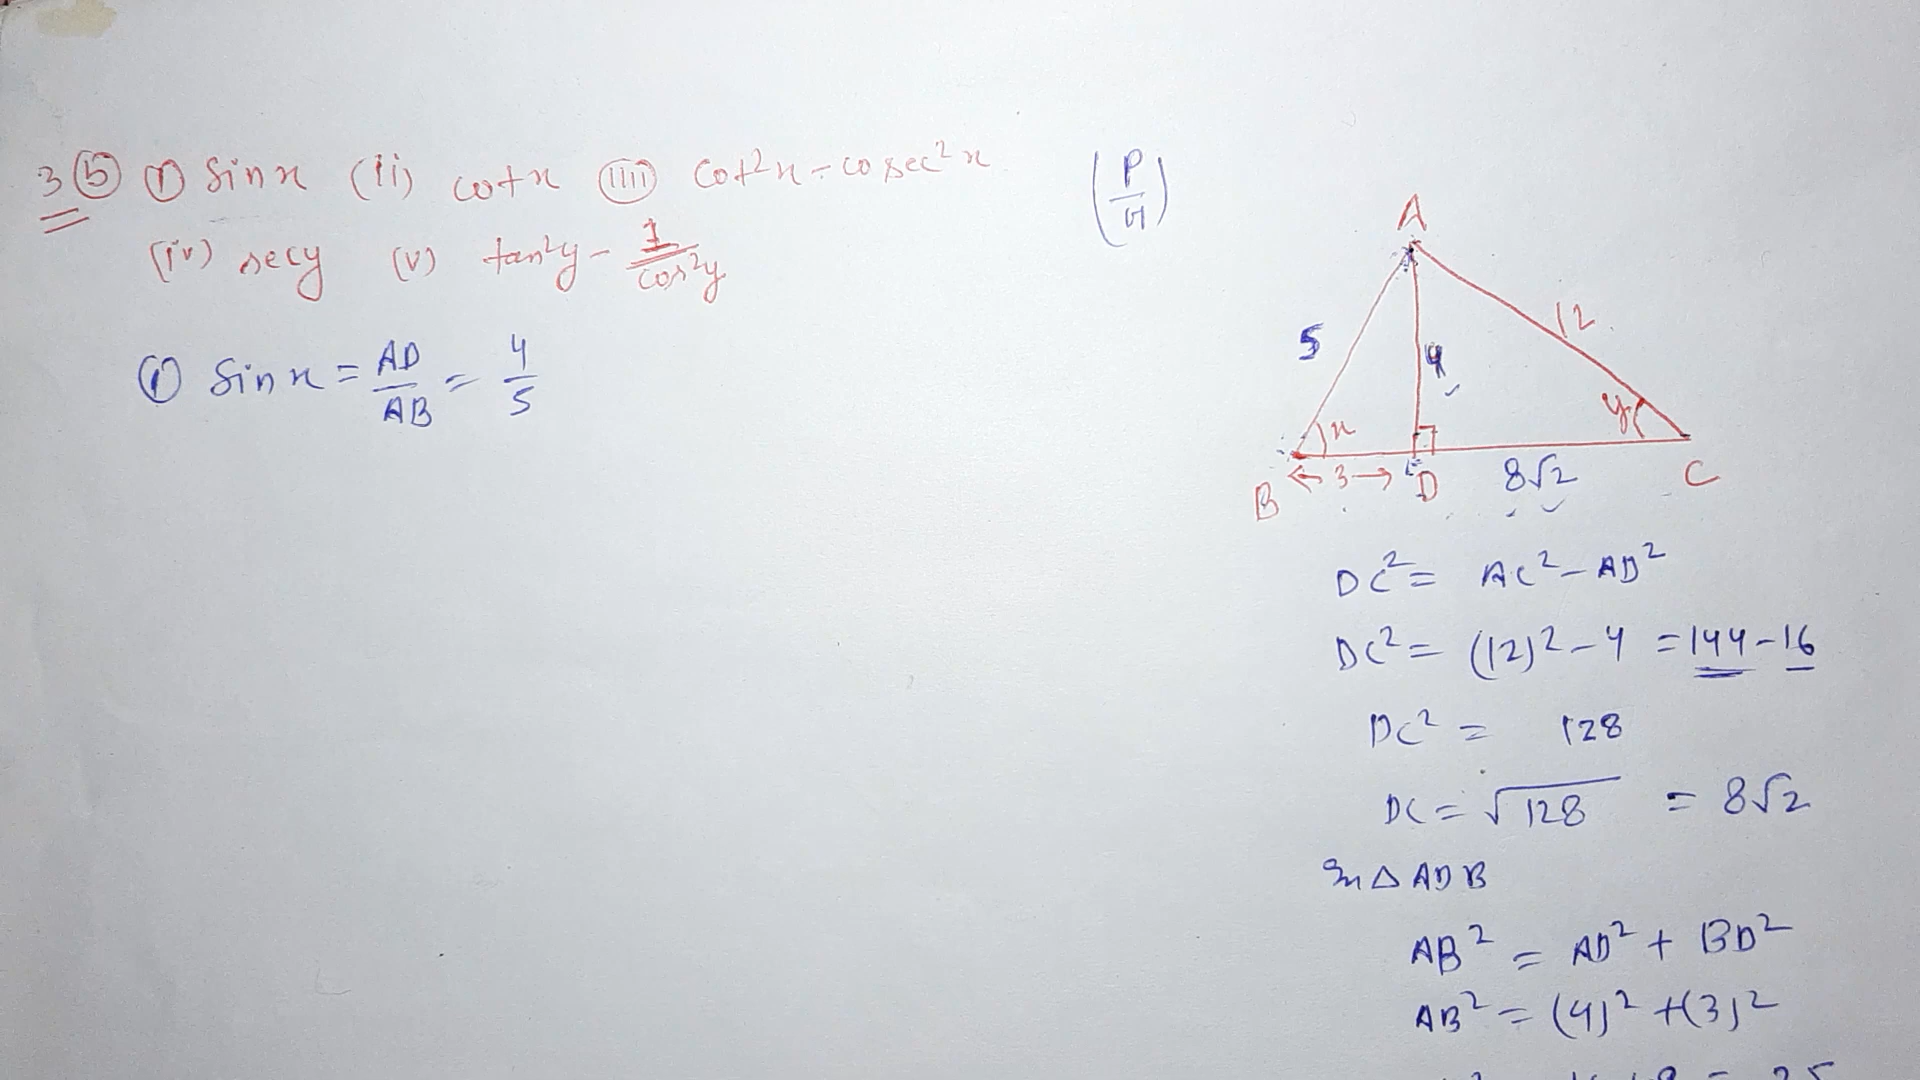 3 (b) (i) Sin x (ii) cot x (iii) Cot²x - cosec²x
(iv) sec y (v) tan²y - 1/cos²y
(i) Sin x = AD/AB = 4/5
(P/H)
A
5
4
12
x
y
B
3
D
8√2
C
DC² = AC² - AD²
DC² = (12)² - 4 = 144 - 16
DC² = 128
DC = √128 = 8√2
In △ ADB
AB² = AD² + BD²
AB² = (4)² + (3)²